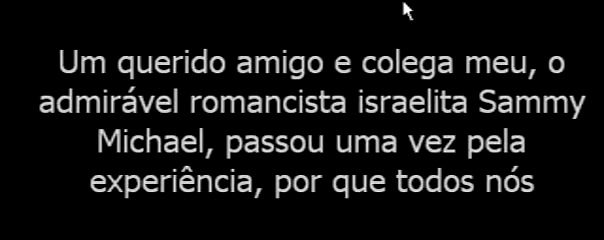 Um querido amigo e colega meu, o
admirável romancista israelita Sammy
Michael, passou uma vez pela
experiência, por que todos nós